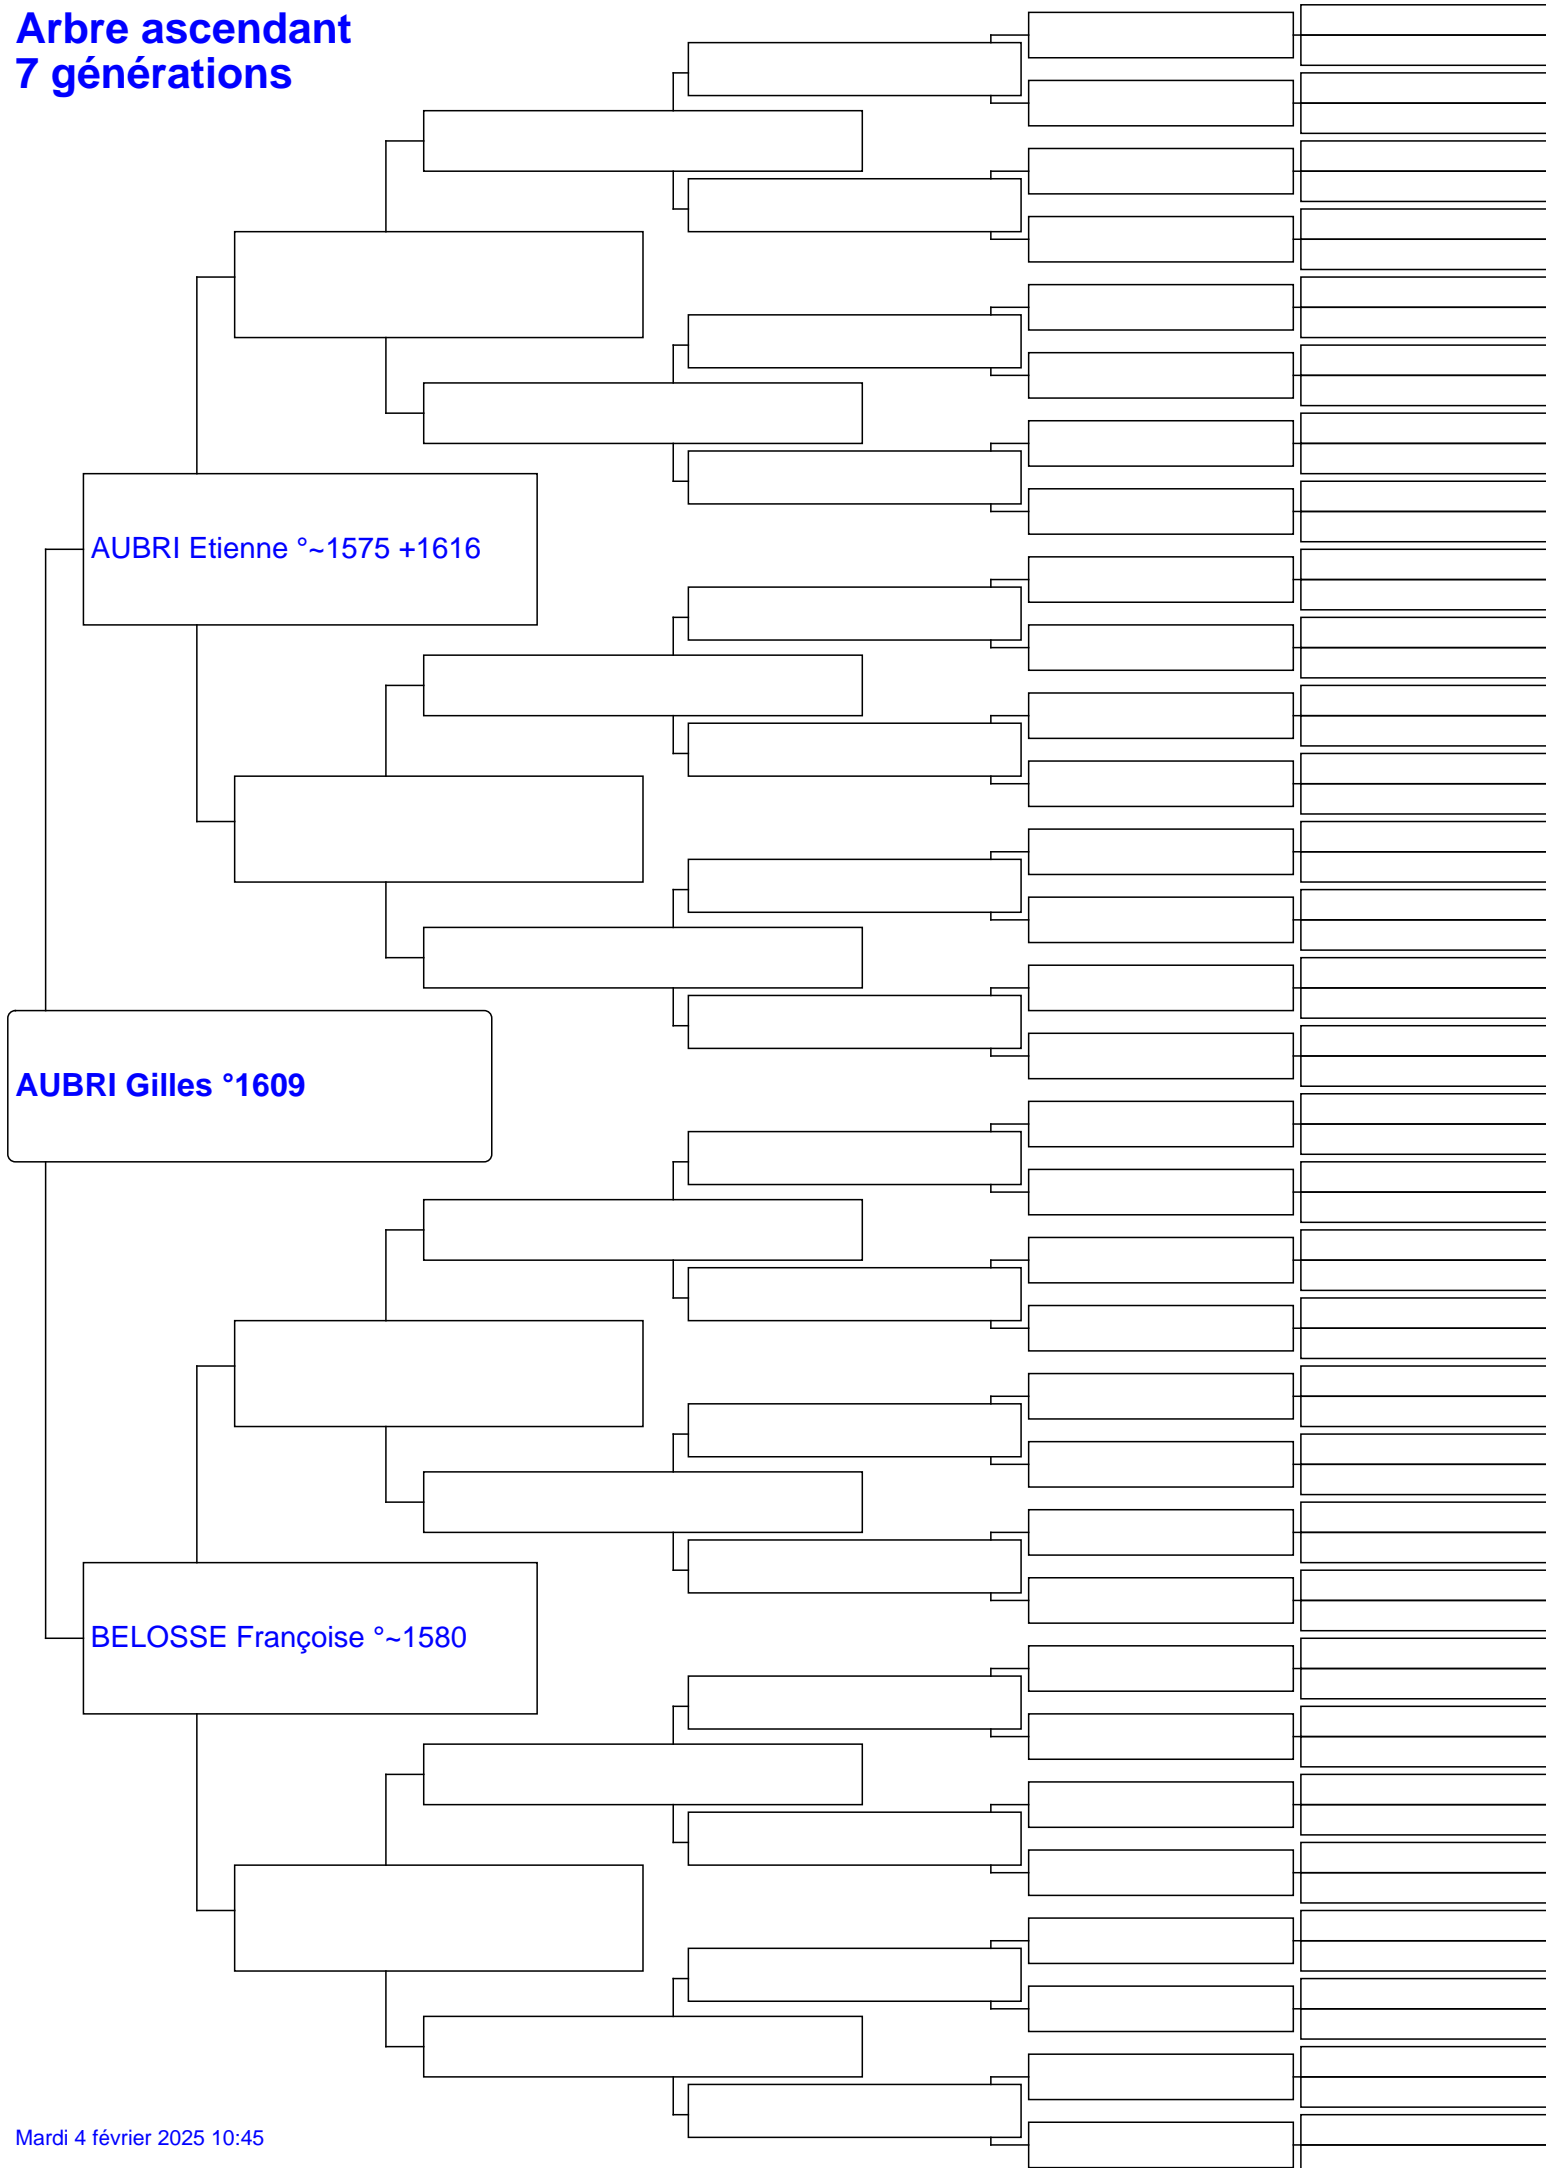 Arbre ascendant
7 générations
AUBRI Etienne °~1575 +1616
AUBRI Gilles °1609
BELOSSE Françoise °~1580
Mardi 4 février 2025 10:45